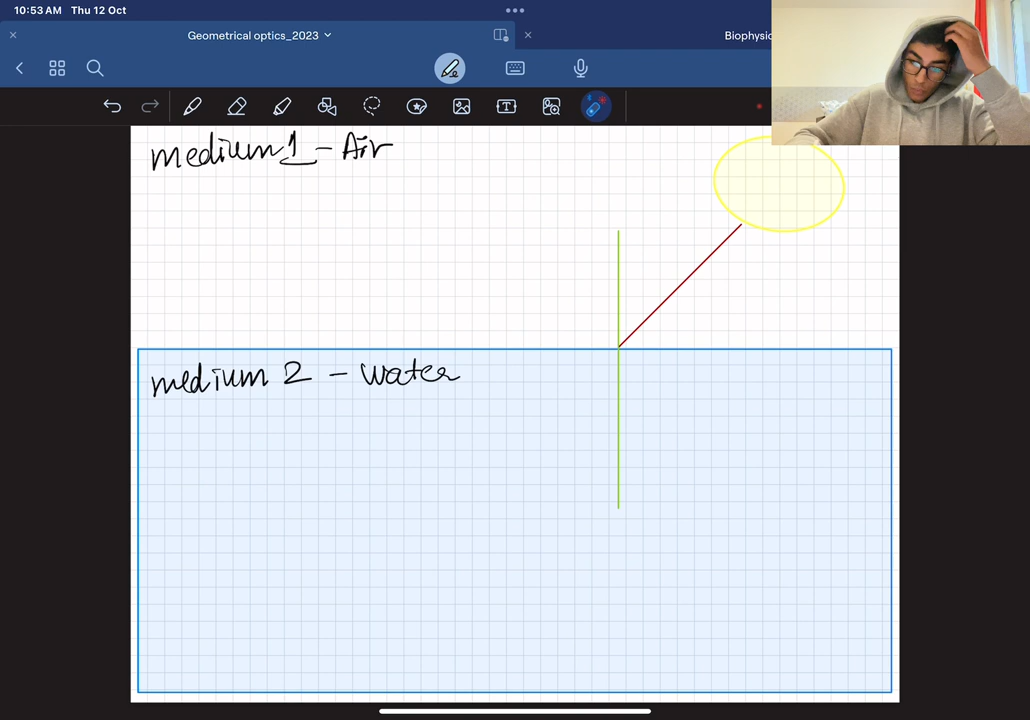 10:53 AM Thu 12 Oct
Geometrical optics_2023
Biophysic
medium 1 - Air
medium 2 - water